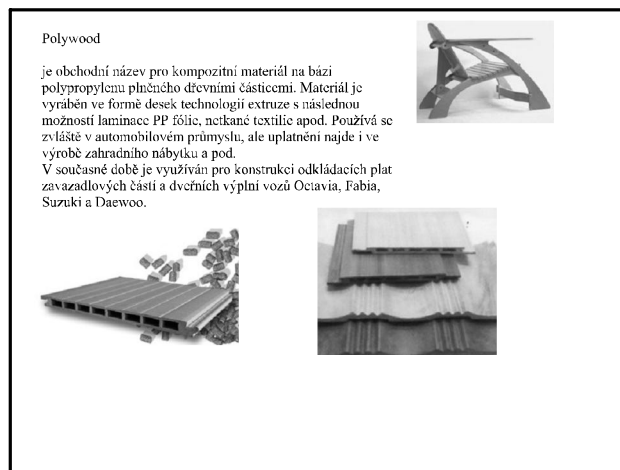 Polywood
je obchodní název pro kompozitní materiál na bázi
polypropylenu plněného dřevními částicemi. Materiál je
vyráběn ve formě desek technologií extruze s následnou
možností laminace PP fólie, netkané textilie apod. Používá se
zvláště v automobilovém průmyslu, ale uplatnění najde i ve
výrobě zahradního nábytku a pod.
V současné době je využíván pro konstrukci odkládacích plat
zavazadlových částí a dveřních výplní vozů Octavia, Fabia,
Suzuki a Daewoo.